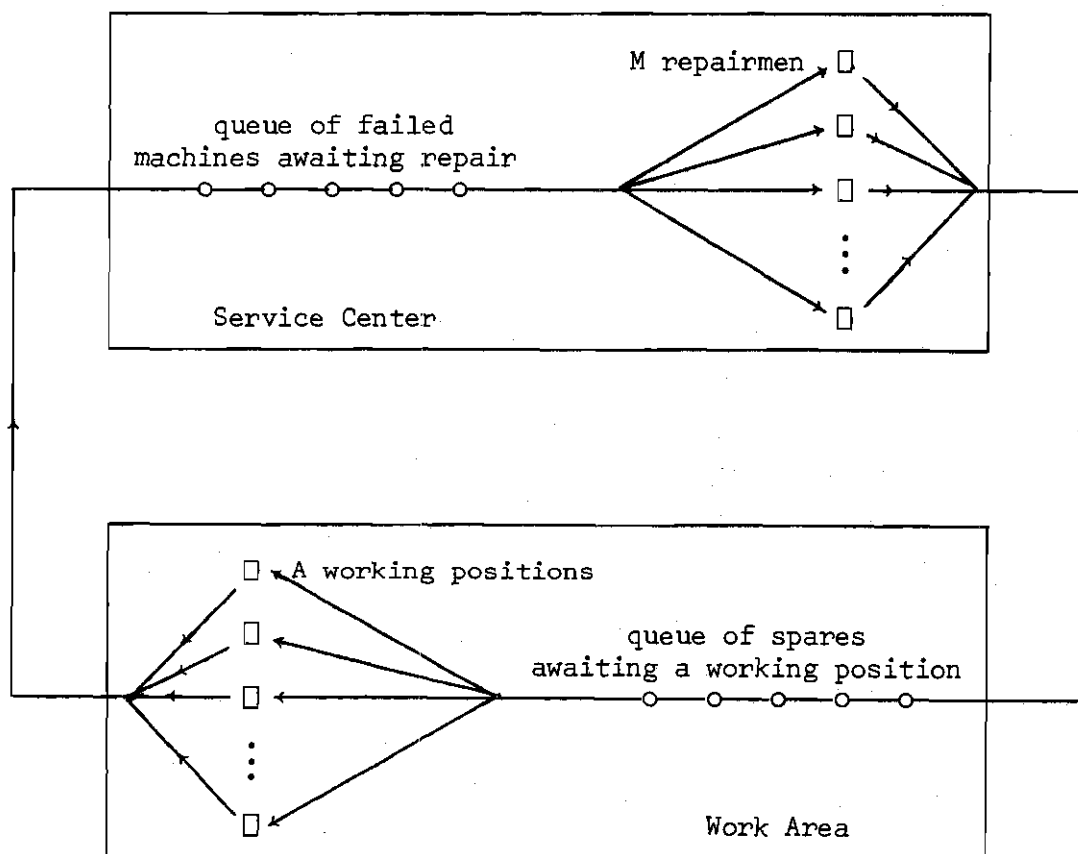 M repairmen
queue of failed
machines awaiting repair
Service Center
A working positions
queue of spares
awaiting a working position
Work Area